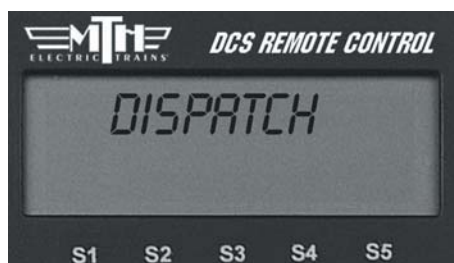 MTH DCS REMOTE CONTROL
ELECTRIC TRAINS
DISPATCH
S1 S2 S3 S4 S5